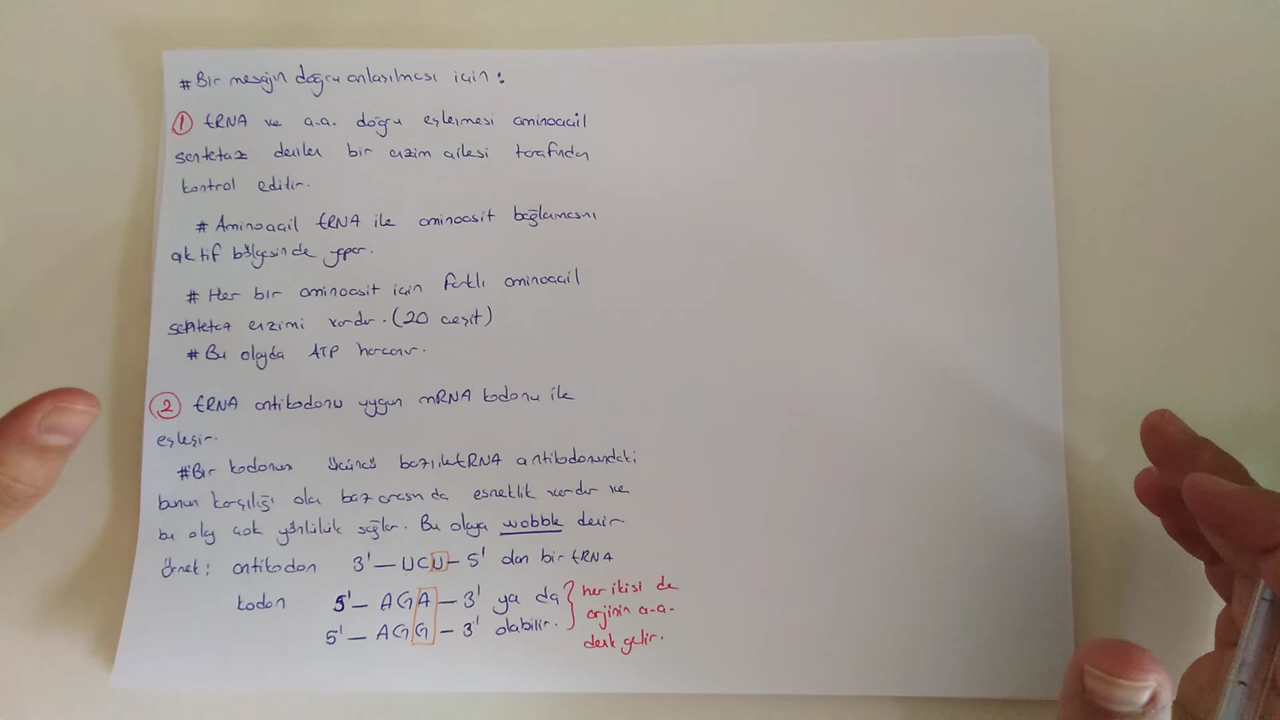 # Bir mesajın doğru anlaşılması için :
① tRNA ve a.a. doğru eşleşmesi aminoaçil
sentetaz denilen bir enzim ailesi tarafından
kontrol edilir.
# Aminoaçil tRNA ile aminoasit bağlamasını
aktif bölgesinde yapar.
# Her bir aminoasit için farklı aminoaçil
sentetaz enzimi vardır. (20 çeşit)
# Bu olayda ATP harcanır.
② tRNA antikodonu uygun mRNA kodonu ile
eşleşir.
# Bir kodonun üçüncü bazı ile tRNA antikodonundaki
bunun karşılığı olan baz arasında esneklik vardır ve
bu olay çok yönlülük sağlar. Bu olaya wobble denir.
Örnek : antikodon 3'— UCU — 5' olan bir tRNA
kodon 5'— AGA — 3' ya da
5'— AGG — 3' olabilir.
her ikisi de
arjinin a.a.
denk gelir.